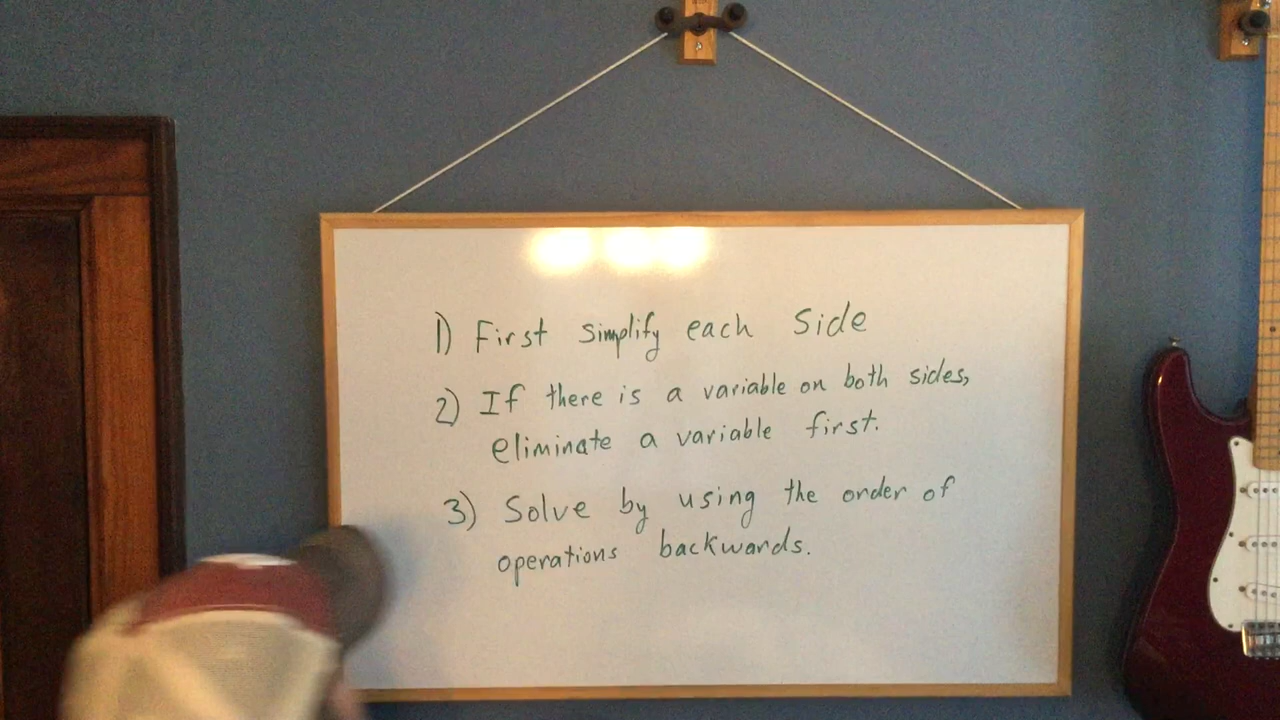 1) First simplify each side
2) If there is a variable on both sides,
eliminate a variable first.
3) Solve by using the order of
operations backwards.